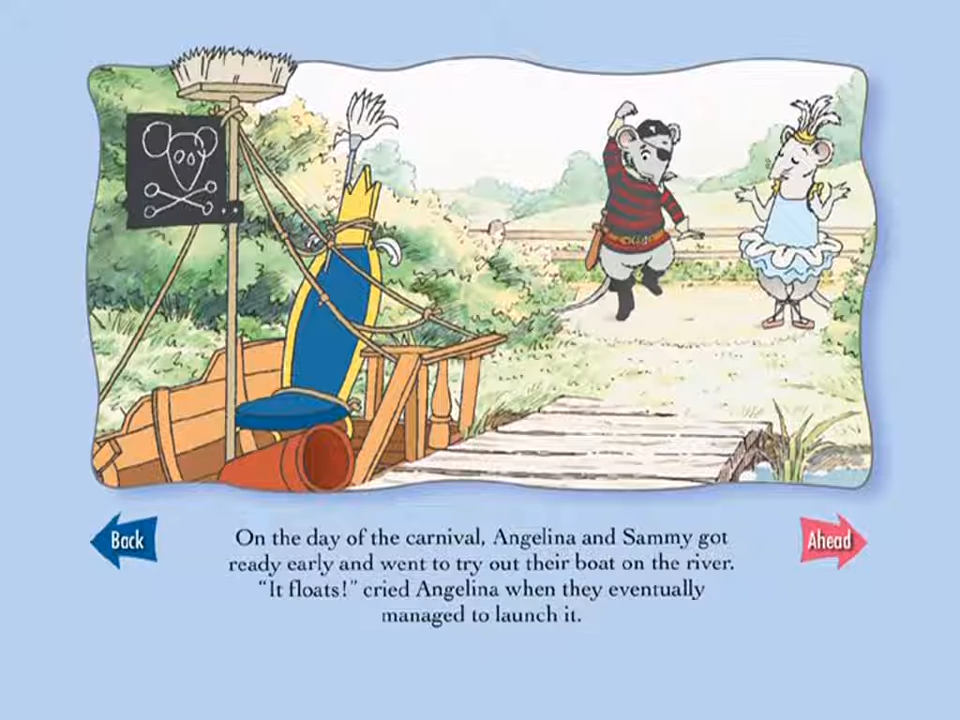 Back
Ahead
On the day of the carnival, Angelina and Sammy got
ready early and went to try out their boat on the river.
“It floats!” cried Angelina when they eventually
managed to launch it.